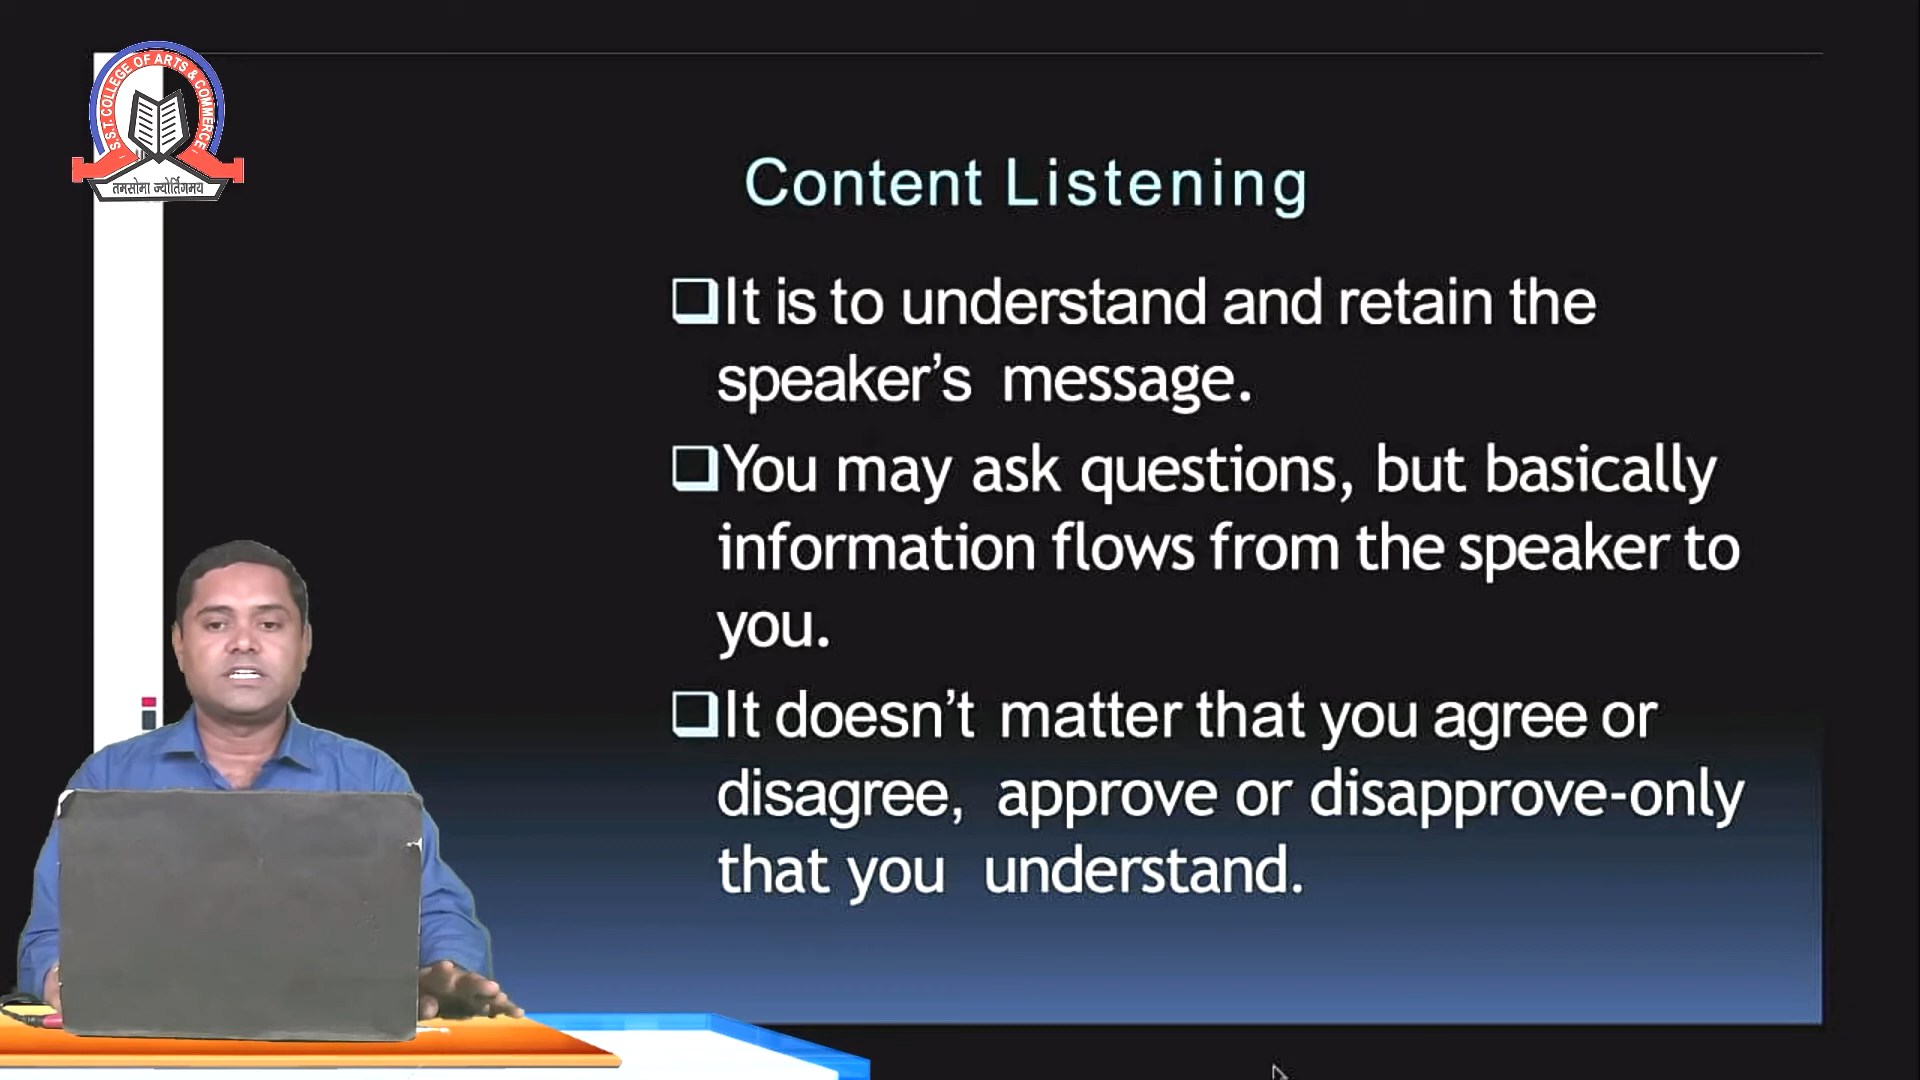 S.S.T. COLLEGE OF ARTS & COMMERCE
तमसोमा ज्योर्तिगमय
Content Listening
It is to understand and retain the
speaker’s message.
You may ask questions, but basically
information flows from the speaker to
you.
It doesn’t matter that you agree or
disagree, approve or disapprove-only
that you understand.